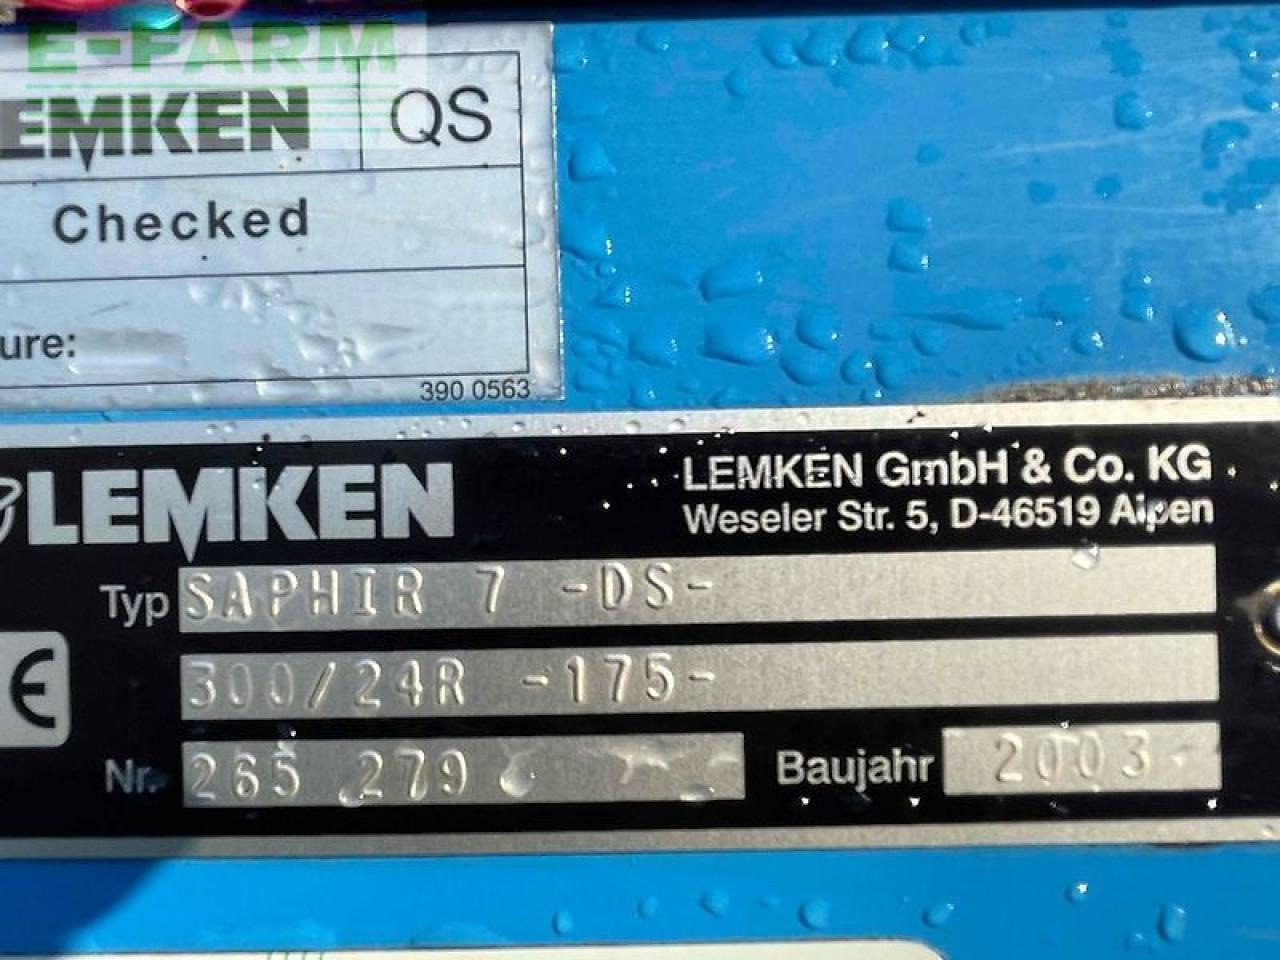 E-FARM
LEMKEN QS
Checked
ure:
390 0563
LEMKEN
LEMKEN GmbH & Co. KG
Weseler Str. 5, D-46519 Alpen
Typ SAPHIR 7 -DS-
300/24R -175-
CE
Nr. 265 279 Baujahr 2003